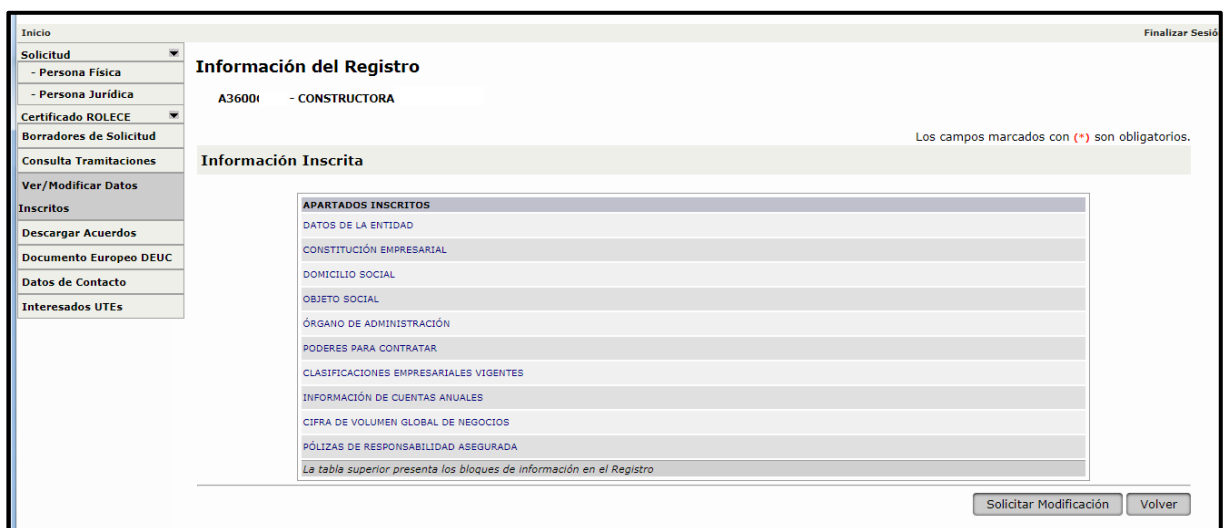 Inicio
Finalizar Sesió
Solicitud
- Persona Física
- Persona Jurídica
Certificado ROLECE
Borradores de Solicitud
Consulta Tramitaciones
Ver/Modificar Datos
Inscritos
Descargar Acuerdos
Documento Europeo DEUC
Datos de Contacto
Interesados UTEs
Información del Registro
A3600 - CONSTRUCTORA
Los campos marcados con (*) son obligatorios.
Información Inscrita
APARTADOS INSCRITOS
DATOS DE LA ENTIDAD
CONSTITUCIÓN EMPRESARIAL
DOMICILIO SOCIAL
OBJETO SOCIAL
ÓRGANO DE ADMINISTRACIÓN
PODERES PARA CONTRATAR
CLASIFICACIONES EMPRESARIALES VIGENTES
INFORMACIÓN DE CUENTAS ANUALES
CIFRA DE VOLUMEN GLOBAL DE NEGOCIOS
PÓLIZAS DE RESPONSABILIDAD ASEGURADA
La tabla superior presenta los bloques de información en el Registro
Solicitar Modificación
Volver